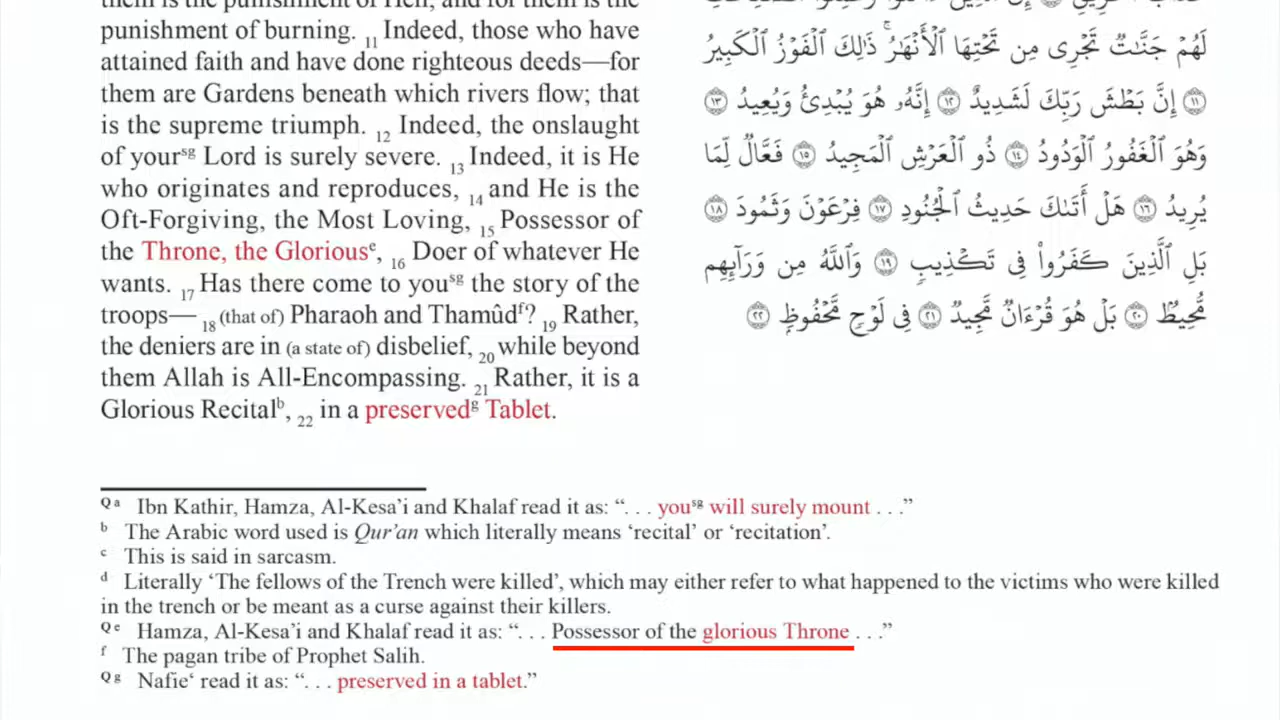 them is the punishment of Hell, and for them is the
punishment of burning. 11 Indeed, those who have
attained faith and have done righteous deeds—for
them are Gardens beneath which rivers flow; that
is the supreme triumph. 12 Indeed, the onslaught
of yourˢᵍ Lord is surely severe. 13 Indeed, it is He
who originates and reproduces, 14 and He is the
Oft-Forgiving, the Most Loving, 15 Possessor of
the Throne, the Gloriousᵉ, 16 Doer of whatever He
wants. 17 Has there come to youˢᵍ the story of the
troops— 18 (that of) Pharaoh and Thamûdᶠ? 19 Rather,
the deniers are in (a state of) disbelief, 20 while beyond
them Allah is All-Encompassing. 21 Rather, it is a
Glorious Recitalᵇ, 22 in a preservedᵍ Tablet.
لَهُمْ جَنَّٰتٌ تَجْرِى مِن تَحْتِهَا ٱلْأَنْهَٰرُ ۚ ذَٰلِكَ ٱلْفَوْزُ ٱلْكَبِيرُ
١١ إِنَّ بَطْشَ رَبِّكَ لَشَدِيدٌ ١٢ إِنَّهُۥ هُوَ يُبْدِئُ وَيُعِيدُ ١٣
وَهُوَ ٱلْغَفُورُ ٱلْوَدُودُ ١٤ ذُو ٱلْعَرْشِ ٱلْمَجِيدُ ١٥ فَعَّالٌ لِّمَا
يُرِيدُ ١٦ هَلْ أَتَىٰكَ حَدِيثُ ٱلْجُنُودِ ١٧ فِرْعَوْنَ وَثَمُودَ ١٨
بَلِ ٱلَّذِينَ كَفَرُوا۟ فِى تَكْذِيبٍ ١٩ وَٱللَّهُ مِن وَرَآئِهِم
مُّحِيطٌۢ ٢٠ بَلْ هُوَ قُرْءَانٌ مَّجِيدٌ ٢١ فِى لَوْحٍ مَّحْفُوظٍۭ ٢٢
Q a Ibn Kathir, Hamza, Al-Kesa’i and Khalaf read it as: “. . . youˢᵍ will surely mount . . .”
b The Arabic word used is Qur’an which literally means ‘recital’ or ‘recitation’.
c This is said in sarcasm.
d Literally ‘The fellows of the Trench were killed’, which may either refer to what happened to the victims who were killed
in the trench or be meant as a curse against their killers.
Q e Hamza, Al-Kesa’i and Khalaf read it as: “. . . Possessor of the glorious Throne . . .”
f The pagan tribe of Prophet Salih.
Q g Nafie‘ read it as: “. . . preserved in a tablet.”